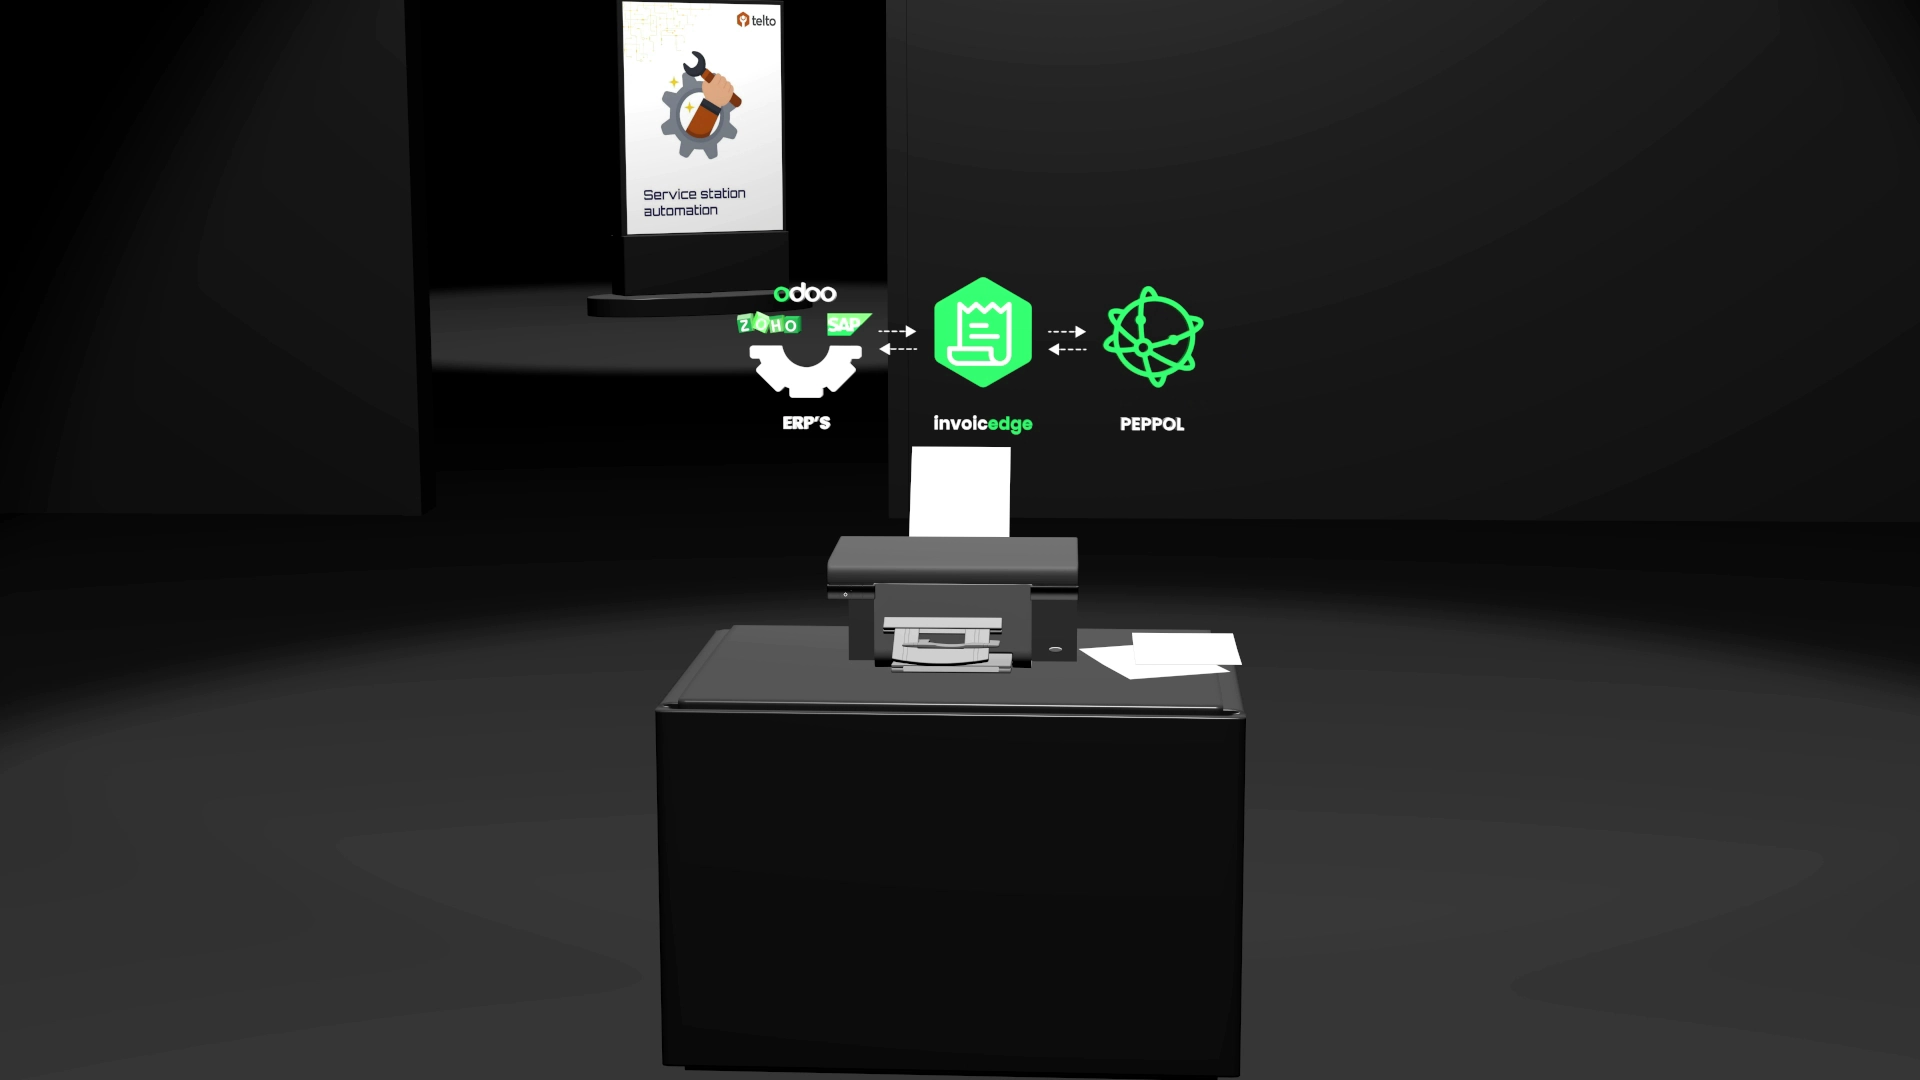 telto
Service station
automation
odoo
ZOHO SAP
ERP'S
invoicedge
PEPPOL